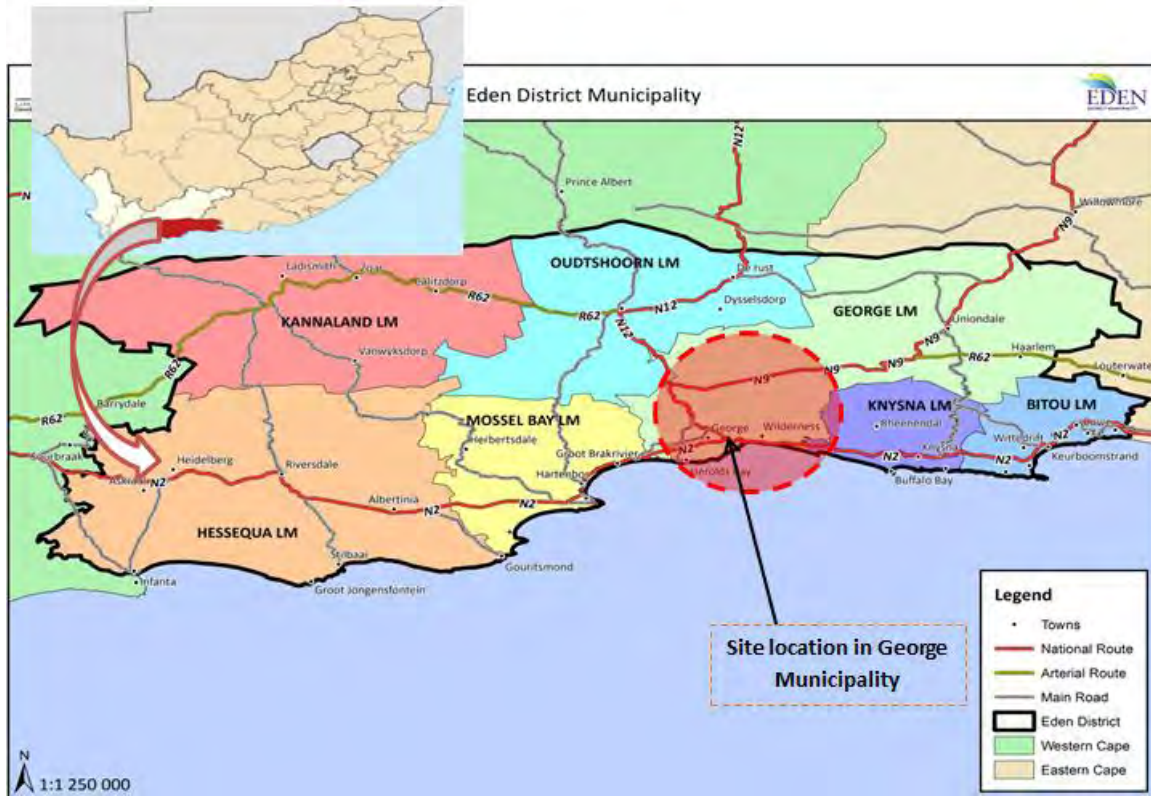 Eden District Municipality
EDEN
N12
Prince Albert
Willowmore
N9
OUDTSHOORN LM
Ladismith
Zoar
Calitzdorp
De rust
R62
N12
Dysselsdorp
GEORGE LM
KANNALAND LM
R62
N12
Uniondale
N9
Vanwyksdorp
Haarlem
R62
R62
N9
N9
Louterwater
Barrydale
R62
MOSSEL BAY LM
KNYSNA LM
BITOU LM
Herbertsdale
George
Wilderness
Rheenendal
Wittedrift
N2
Groot Brakrivier
N2
Knysna
Heidelberg
Riversdale
Herolds Bay
N2
N2
Keurboomstrand
Hartenbos
Buffalo Bay
N2
Albertinia
N2
N2
HESSEQUA LM
Stilbaai
Gouritsmond
Infanta
Groot Jongensfontein
Site location in George
Municipality
Legend
Towns
National Route
Arterial Route
Main Road
Eden District
Western Cape
Eastern Cape
N
1:1 250 000